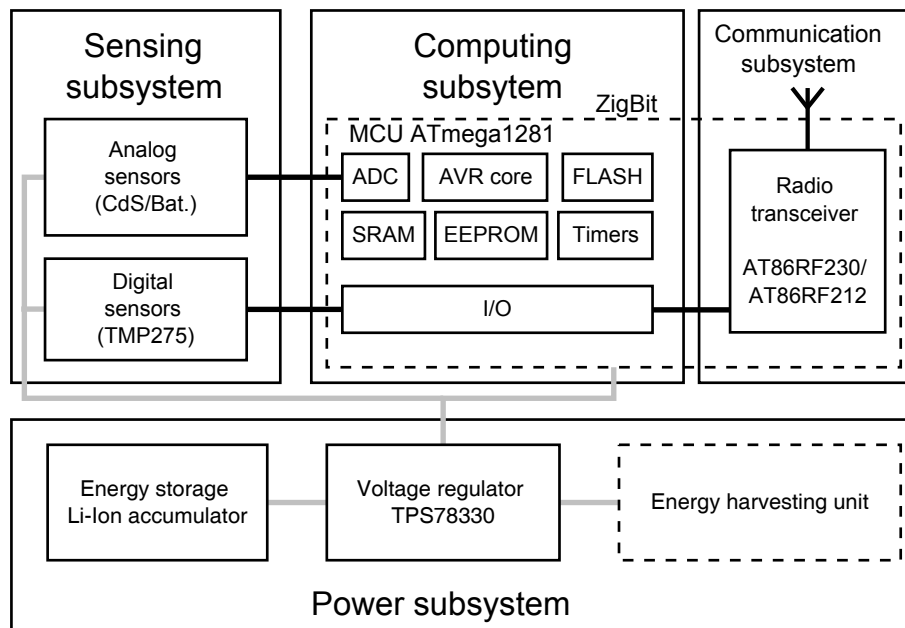 Sensing
subsystem
Computing
subsytem
Communication
subsystem
ZigBit
MCU ATmega1281
Analog
sensors
(CdS/Bat.)
ADC
AVR core
FLASH
SRAM
EEPROM
Timers
Radio
transceiver
AT86RF230/
AT86RF212
Digital
sensors
(TMP275)
I/O
Energy storage
Li-Ion accumulator
Voltage regulator
TPS78330
Energy harvesting unit
Power subsystem